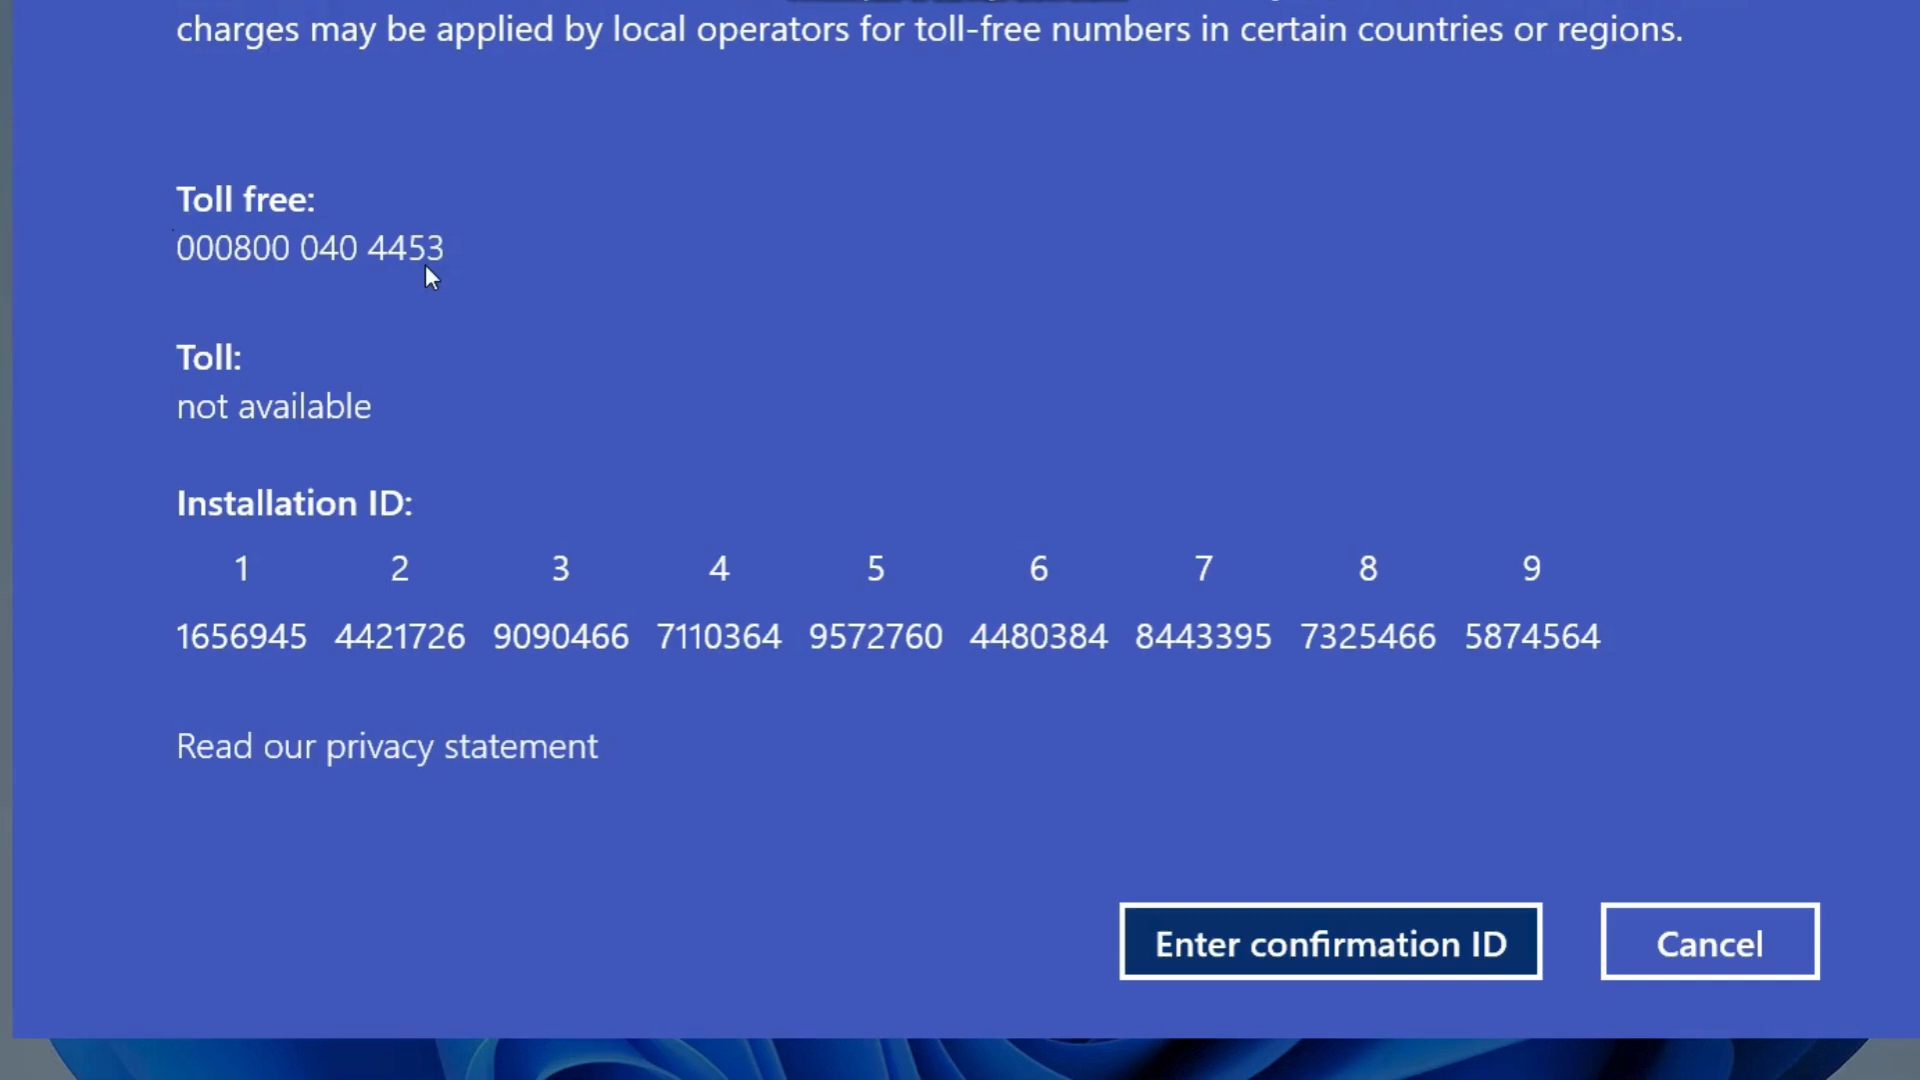 charges may be applied by local operators for toll-free numbers in certain countries or regions.
Toll free:
000800 040 4453
Toll:
not available
Installation ID:
1 2 3 4 5 6 7 8 9
1656945 4421726 9090466 7110364 9572760 4480384 8443395 7325466 5874564
Read our privacy statement
Enter confirmation ID Cancel